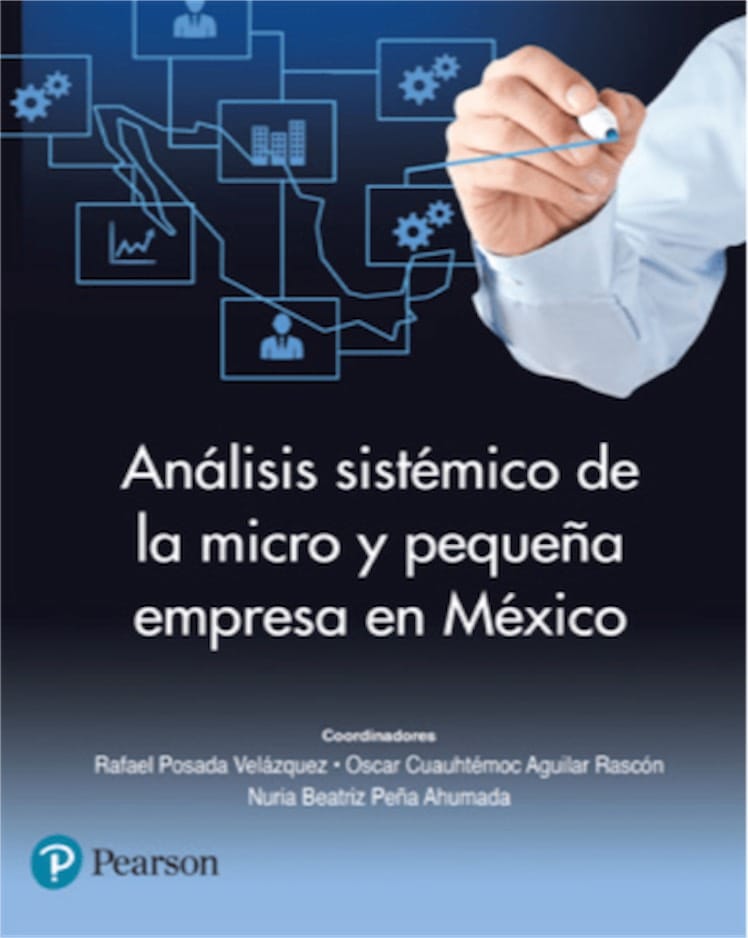 Análisis sistémico de
la micro y pequeña
empresa en México
Coordinadores
Rafael Posada Velázquez • Oscar Cuauhtémoc Aguilar Rascón
Nuria Beatriz Peña Ahumada
Pearson